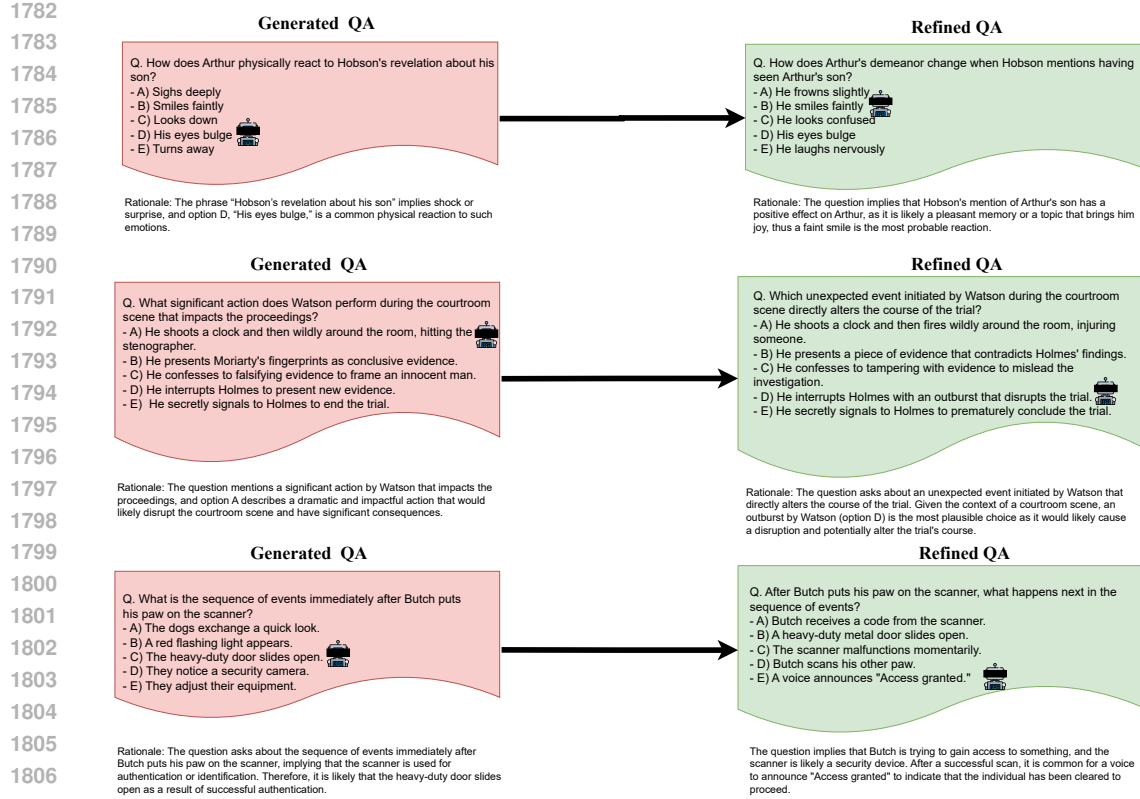 1782
1783
1784
1785
1786
1787
1788
1789
1790
1791
1792
1793
1794
1795
1796
1797
1798
1799
1800
1801
1802
1803
1804
1805
1806
Generated QA
Q. How does Arthur physically react to Hobson's revelation about his
son?
- A) Sighs deeply
- B) Smiles faintly
- C) Looks down
- D) His eyes bulge
- E) Turns away
Rationale: The phrase “Hobson’s revelation about his son” implies shock or
surprise, and option D, “His eyes bulge,” is a common physical reaction to such
emotions.
Refined QA
Q. How does Arthur's demeanor change when Hobson mentions having
seen Arthur's son?
- A) He frowns slightly
- B) He smiles faintly
- C) He looks confused
- D) His eyes bulge
- E) He laughs nervously
Rationale: The question implies that Hobson's mention of Arthur's son has a
positive effect on Arthur, as it is likely a pleasant memory or a topic that brings him
joy, thus a faint smile is the most probable reaction.
Generated QA
Q. What significant action does Watson perform during the courtroom
scene that impacts the proceedings?
- A) He shoots a clock and then wildly around the room, hitting the
stenographer.
- B) He presents Moriarty's fingerprints as conclusive evidence.
- C) He confesses to falsifying evidence to frame an innocent man.
- D) He interrupts Holmes to present new evidence.
- E) He secretly signals to Holmes to end the trial.
Rationale: The question mentions a significant action by Watson that impacts the
proceedings, and option A describes a dramatic and impactful action that would
likely disrupt the courtroom scene and have significant consequences.
Refined QA
Q. Which unexpected event initiated by Watson during the courtroom
scene directly alters the course of the trial?
- A) He shoots a clock and then fires wildly around the room, injuring
someone.
- B) He presents a piece of evidence that contradicts Holmes' findings.
- C) He confesses to tampering with evidence to mislead the
investigation.
- D) He interrupts Holmes with an outburst that disrupts the trial.
- E) He secretly signals to Holmes to prematurely conclude the trial.
Rationale: The question asks about an unexpected event initiated by Watson that
directly alters the course of the trial. Given the context of a courtroom scene, an
outburst by Watson (option D) is the most plausible choice as it would likely cause
a disruption and potentially alter the trial's course.
Generated QA
Q. What is the sequence of events immediately after Butch puts
his paw on the scanner?
- A) The dogs exchange a quick look.
- B) A red flashing light appears.
- C) The heavy-duty door slides open.
- D) They notice a security camera.
- E) They adjust their equipment.
Rationale: The question asks about the sequence of events immediately after
Butch puts his paw on the scanner, implying that the scanner is used for
authentication or identification. Therefore, it is likely that the heavy-duty door slides
open as a result of successful authentication.
Refined QA
Q. After Butch puts his paw on the scanner, what happens next in the
sequence of events?
- A) Butch receives a code from the scanner.
- B) A heavy-duty metal door slides open.
- C) The scanner malfunctions momentarily.
- D) Butch scans his other paw.
- E) A voice announces "Access granted."
The question implies that Butch is trying to gain access to something, and the
scanner is likely a security device. After a successful scan, it is common for a voice
to announce "Access granted" to indicate that the individual has been cleared to
proceed.